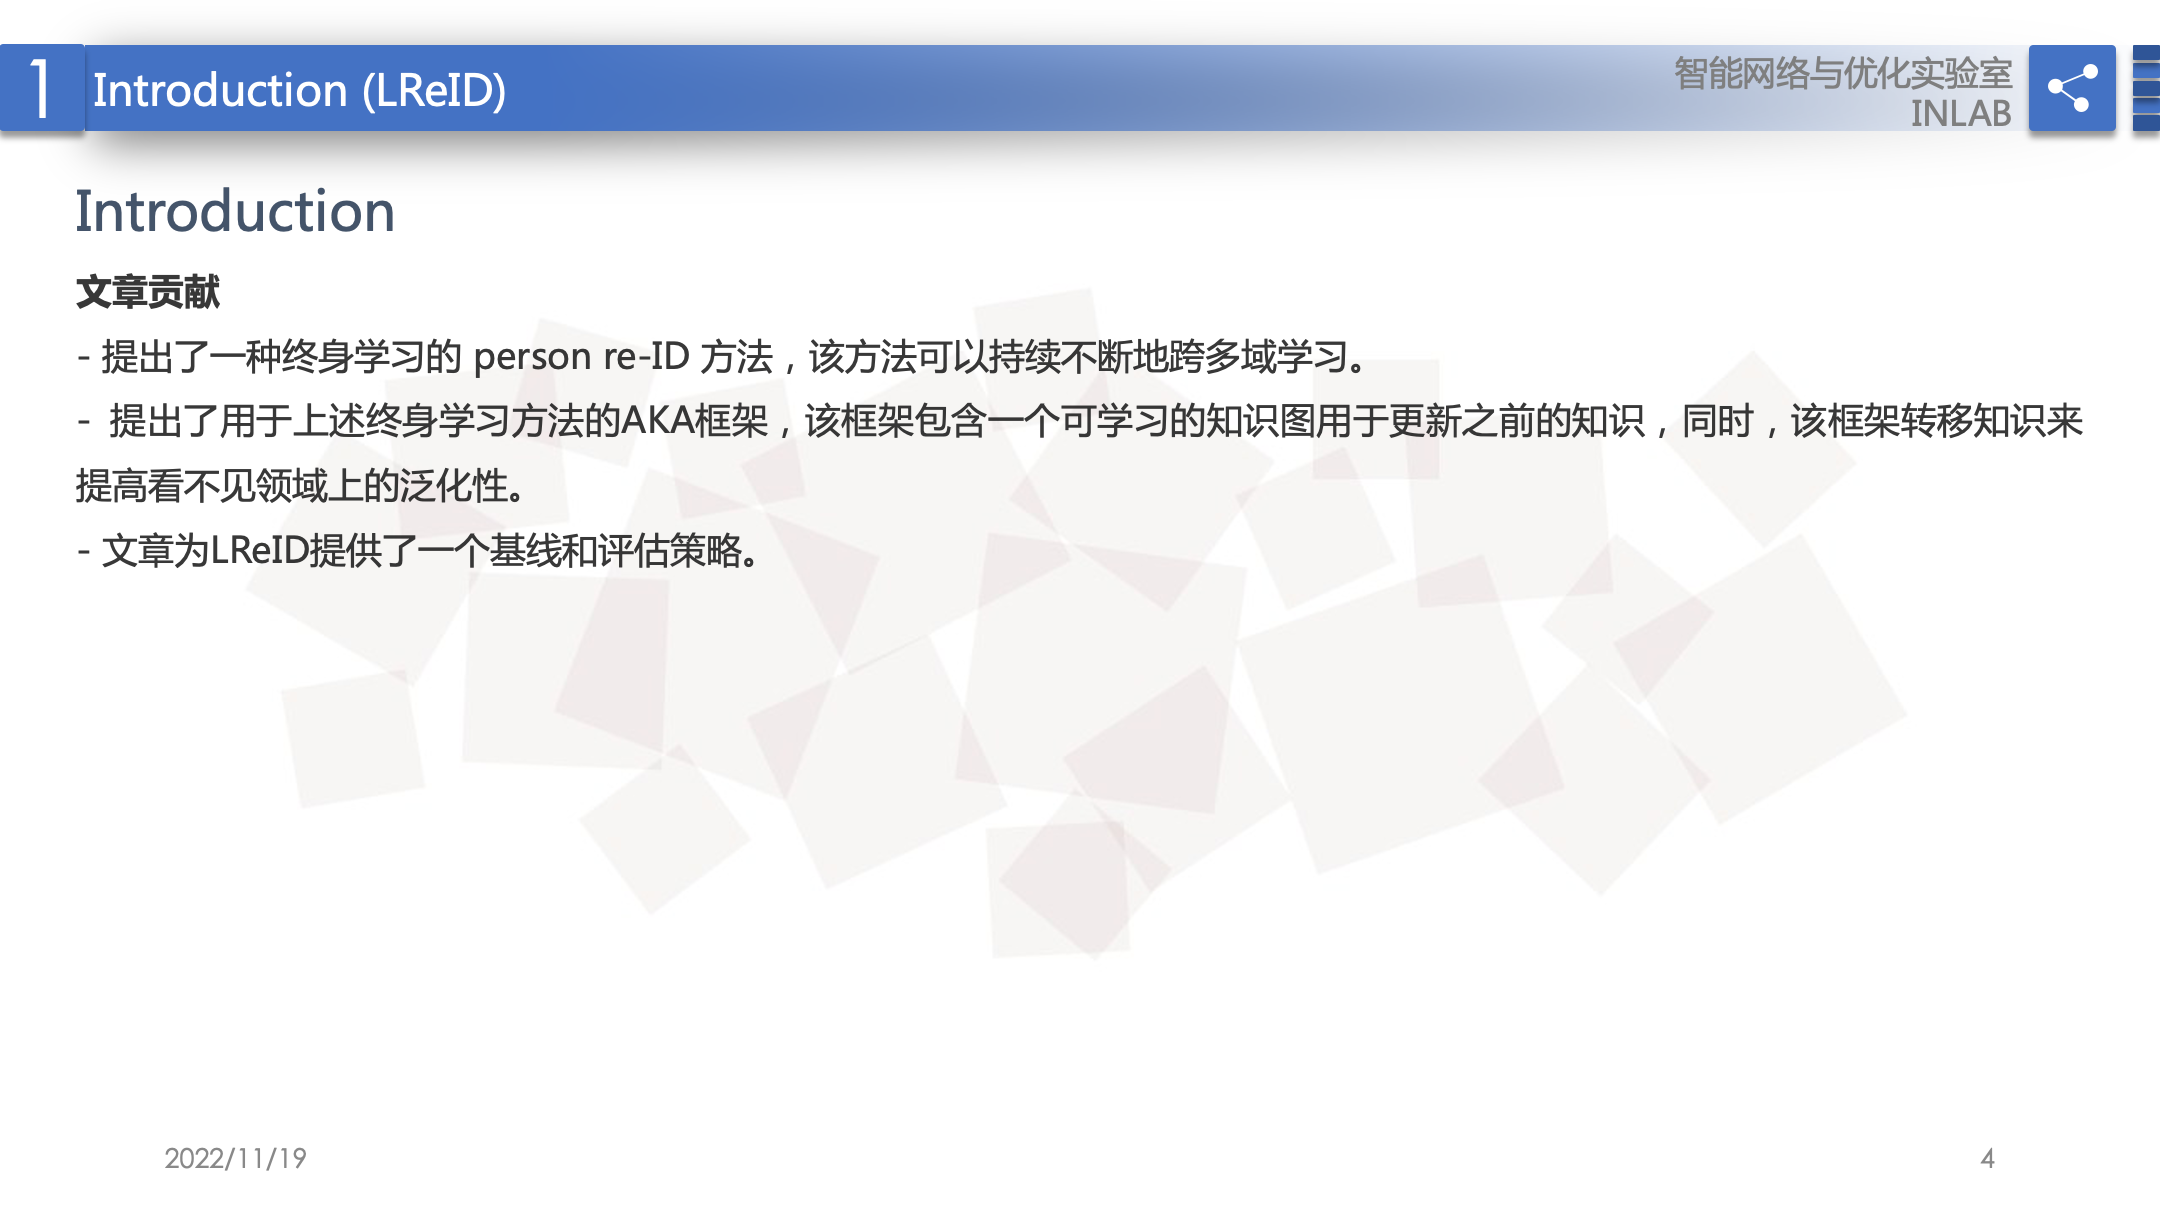 1
Introduction (LReID)
智能网络与优化实验室
INLAB
Introduction
文章贡献
- 提出了一种终身学习的 person re-ID 方法，该方法可以持续不断地跨多域学习。
- 提出了用于上述终身学习方法的AKA框架，该框架包含一个可学习的知识图用于更新之前的知识，同时，该框架转移知识来
提高看不见领域上的泛化性。
- 文章为LReID提供了一个基线和评估策略。
2022/11/19
4